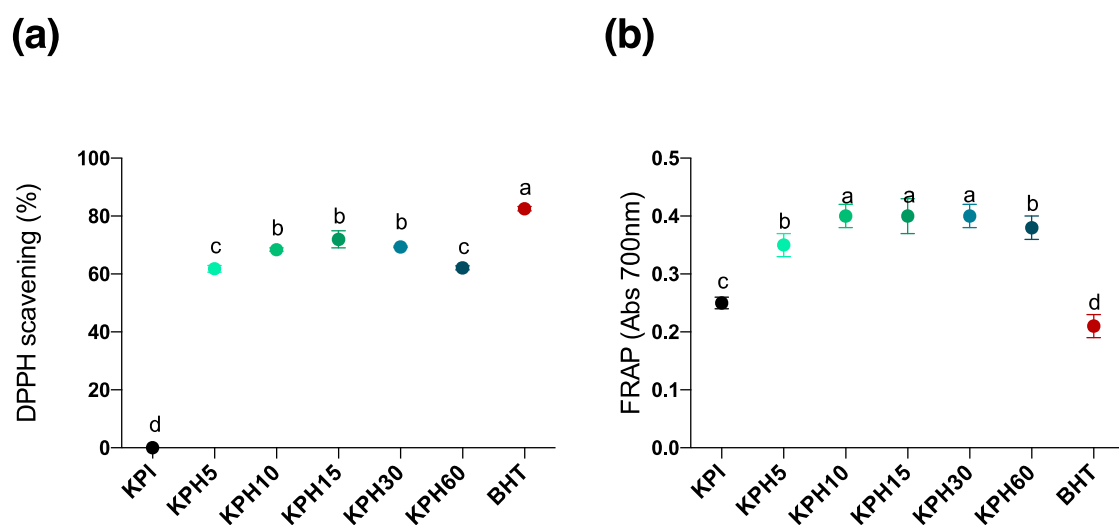 (a)
DPPH scavening (%)
100
80
60
40
20
0
d
c
b
b
b
c
a
KPI
KPH5
KPH10
KPH15
KPH30
KPH60
BHT
(b)
FRAP (Abs 700nm)
0.5
0.4
0.3
0.2
0.1
0.0
c
b
a
a
a
b
d
KPI
KPH5
KPH10
KPH15
KPH30
KPH60
BHT